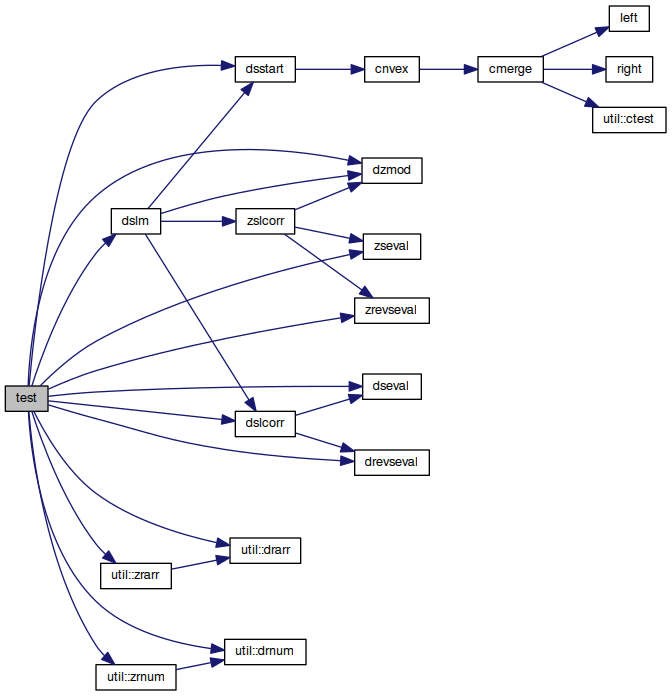 left
dsstart
cnvex
cmerge
right
util::ctest
dzmod
dslm
zslcorr
zseval
zrevseval
dseval
test
dslcorr
drevseval
util::drarr
util::zrarr
util::drnum
util::zrnum